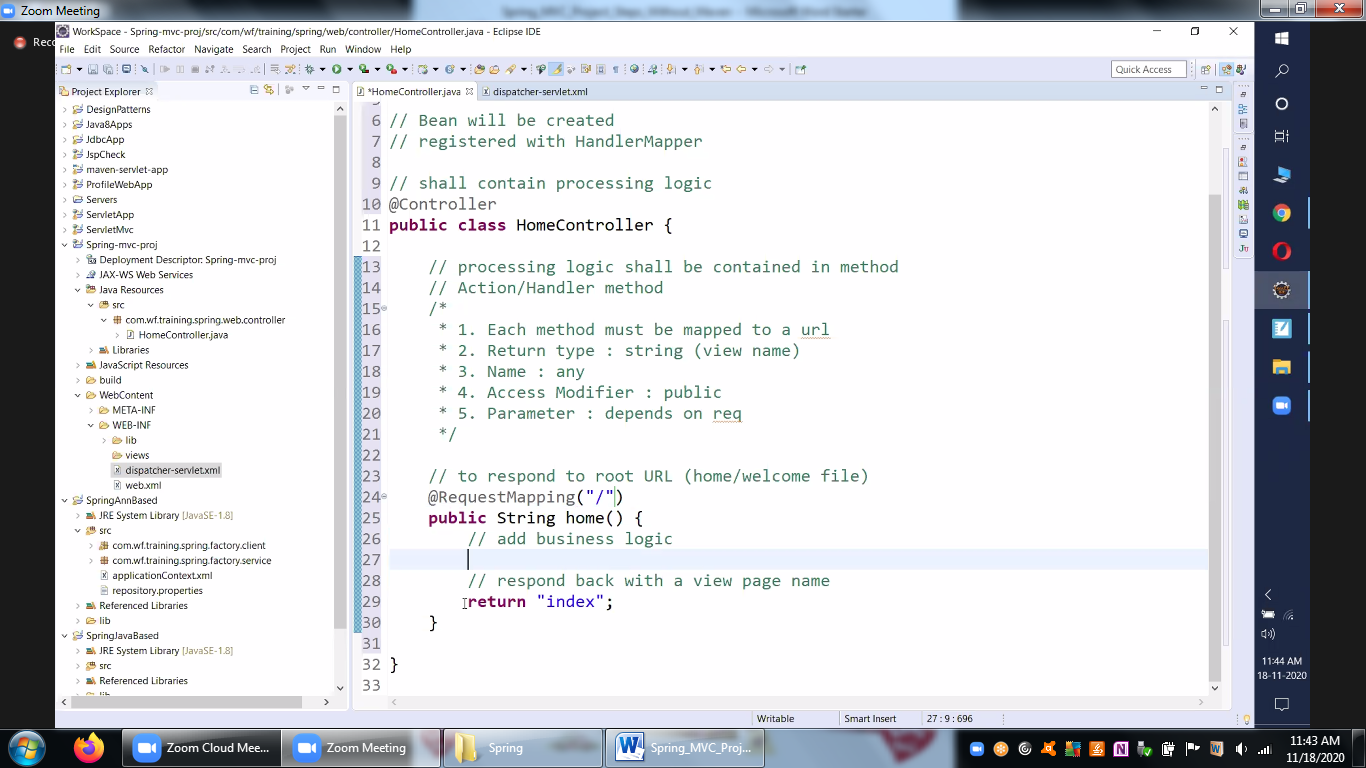 Zoom Meeting
Spring_MVC_Project_Steps_Without_Maven - Microsoft Word Starter
WorkSpace - Spring-mvc-proj/src/com/wf/training/spring/web/controller/HomeController.java - Eclipse IDE
File Edit Source Refactor Navigate Search Project Run Window Help
Quick Access
Project Explorer
*HomeController.java dispatcher-servlet.xml
DesignPatterns
Java8Apps
JdbcApp
JspCheck
maven-servlet-app
ProfileWebApp
Servers
ServletApp
ServletMvc
Spring-mvc-proj
Deployment Descriptor: Spring-mvc-proj
JAX-WS Web Services
Java Resources
src
com.wf.training.spring.web.controller
HomeController.java
Libraries
JavaScript Resources
build
WebContent
META-INF
WEB-INF
lib
views
dispatcher-servlet.xml
web.xml
SpringAnnBased
JRE System Library [JavaSE-1.8]
src
com.wf.training.spring.factory.client
com.wf.training.spring.factory.service
applicationContext.xml
repository.properties
Referenced Libraries
lib
SpringJavaBased
JRE System Library [JavaSE-1.8]
src
Referenced Libraries
6 // Bean will be created
7 // registered with HandlerMapper
8
9 // shall contain processing logic
10 @Controller
11 public class HomeController {
12
13 // processing logic shall be contained in method
14 // Action/Handler method
15 /*
16 * 1. Each method must be mapped to a url
17 * 2. Return type : string (view name)
18 * 3. Name : any
19 * 4. Access Modifier : public
20 * 5. Parameter : depends on req
21 */
22
23 // to respond to root URL (home/welcome file)
24 @RequestMapping("/")
25 public String home() {
26 // add business logic
27
28 // respond back with a view page name
29 return "index";
30 }
31
32 }
33
Writable Smart Insert 27 : 9 : 696
11:44 AM
18-11-2020
Zoom Cloud Mee...
Zoom Meeting
Spring
Spring_MVC_Proj...
11:43 AM
11/18/2020